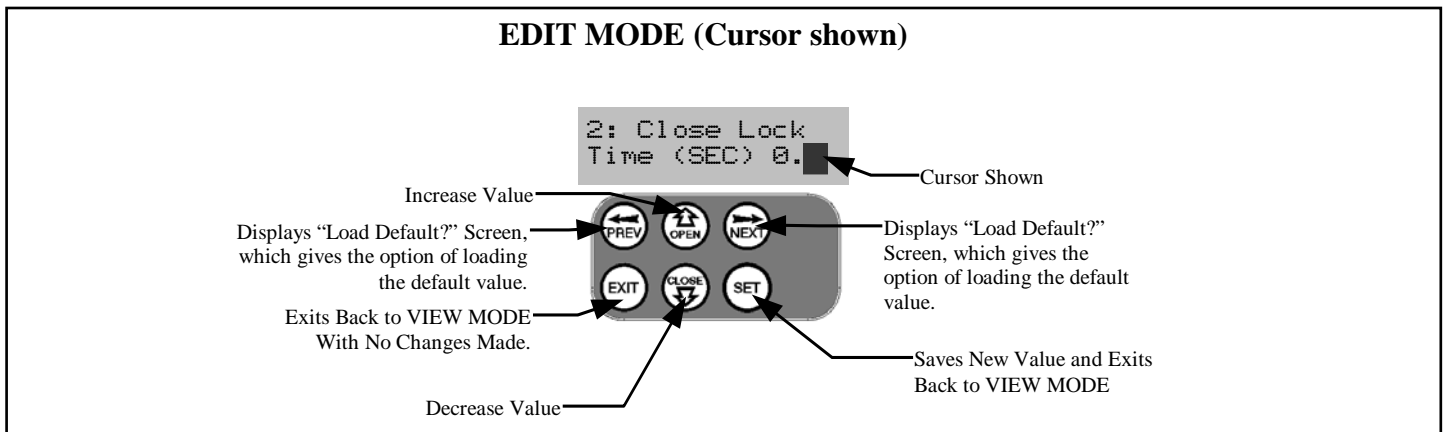 EDIT MODE (Cursor shown)
2: Close Lock
Time (SEC) 0.
Cursor Shown
Increase Value
Displays “Load Default?” Screen,
which gives the option of loading
the default value.
PREV
OPEN
NEXT
Displays “Load Default?”
Screen, which gives the
option of loading the default
value.
EXIT
CLOSE
SET
Exits Back to VIEW MODE
With No Changes Made.
Saves New Value and Exits
Back to VIEW MODE
Decrease Value